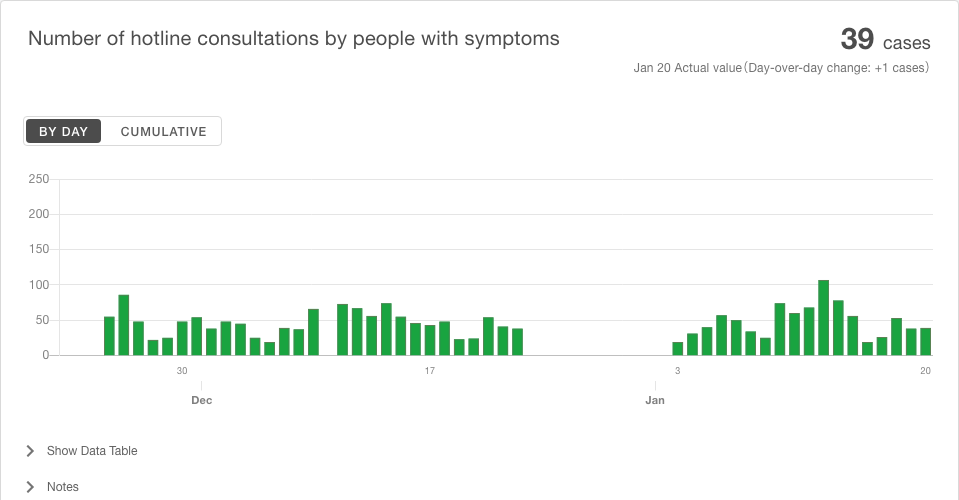 Number of hotline consultations by people with symptoms
39 cases
Jan 20 Actual value(Day-over-day change: +1 cases)
BY DAY CUMULATIVE
250
200
150
100
50
0
30 17 3 20
Dec Jan
Show Data Table
Notes